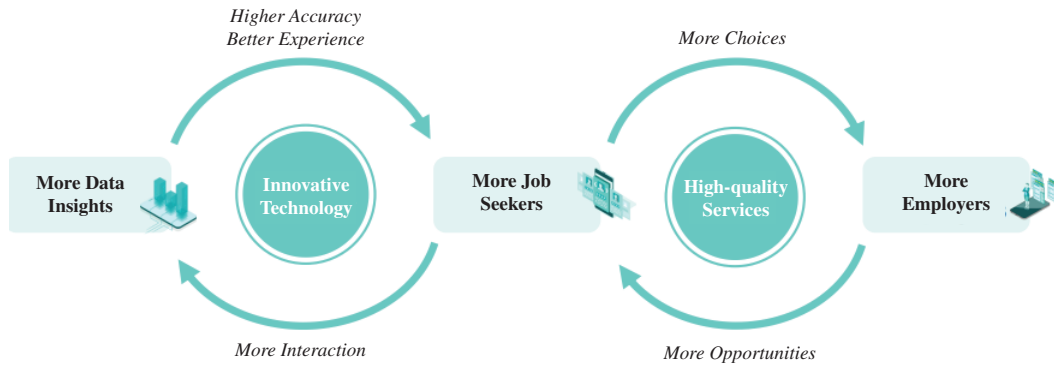 Higher Accuracy
Better Experience
More Choices
More Data
Insights
Innovative
Technology
More Job
Seekers
High-quality
Services
More
Employers
More Interaction
More Opportunities